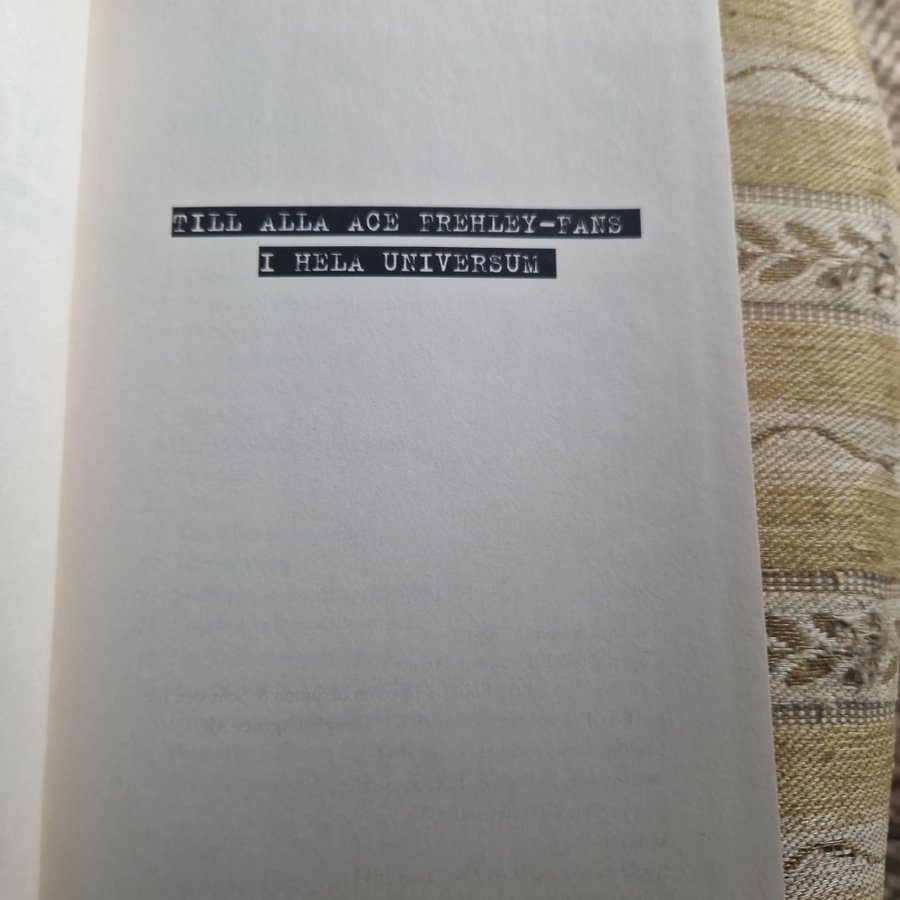 TILL ALLA ACE FREHLEY-FANS
I HELA UNIVERSUM